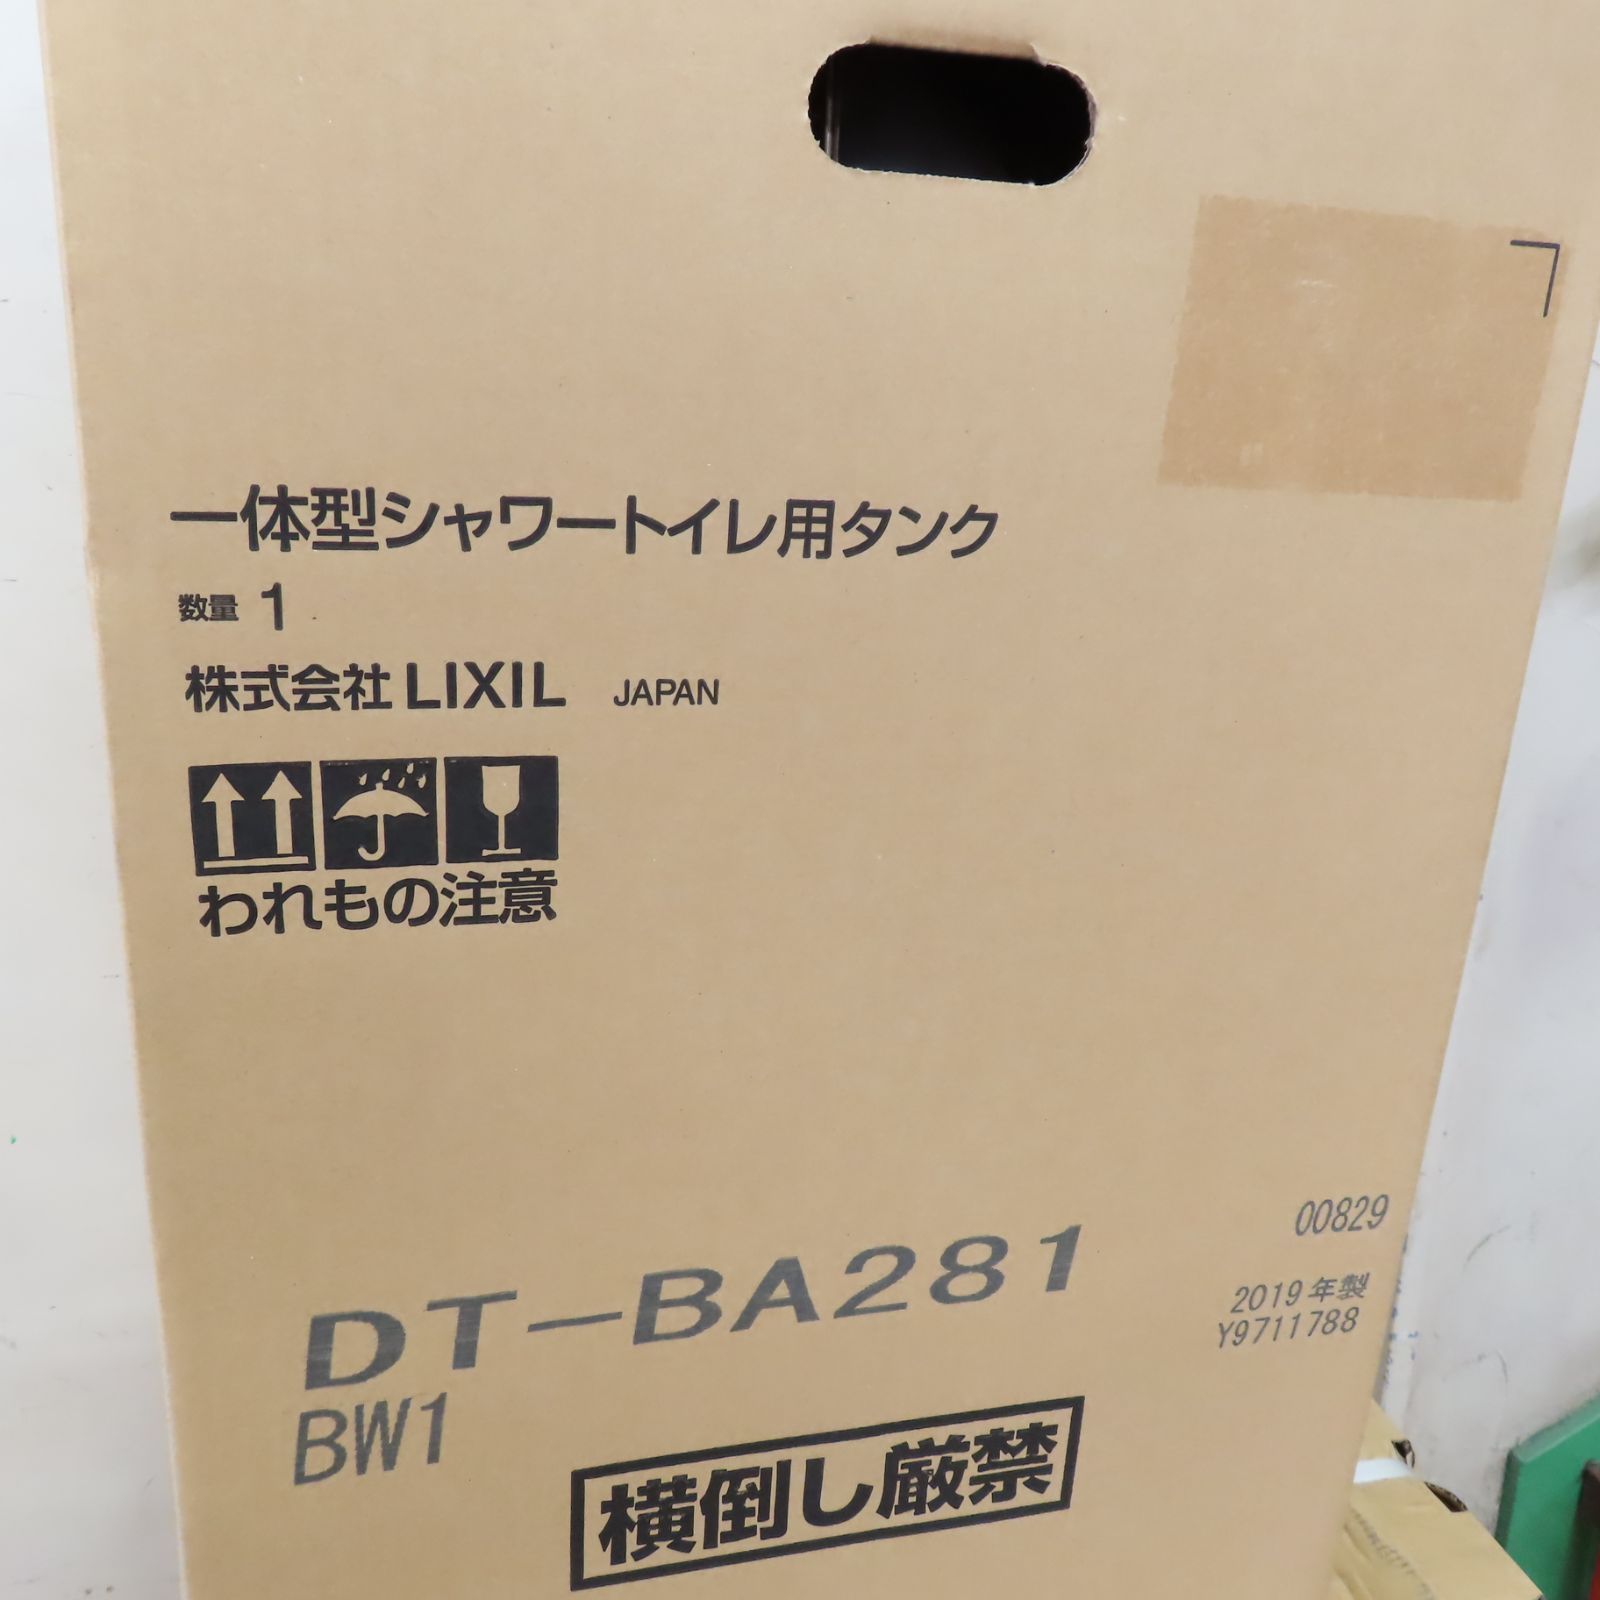 一体型シャワートイレ用タンク
数量 1
株式会社 LIXIL JAPAN
われもの注意
00829
DT-BA281
2019年製
Y9711788
BW1
横倒し厳禁